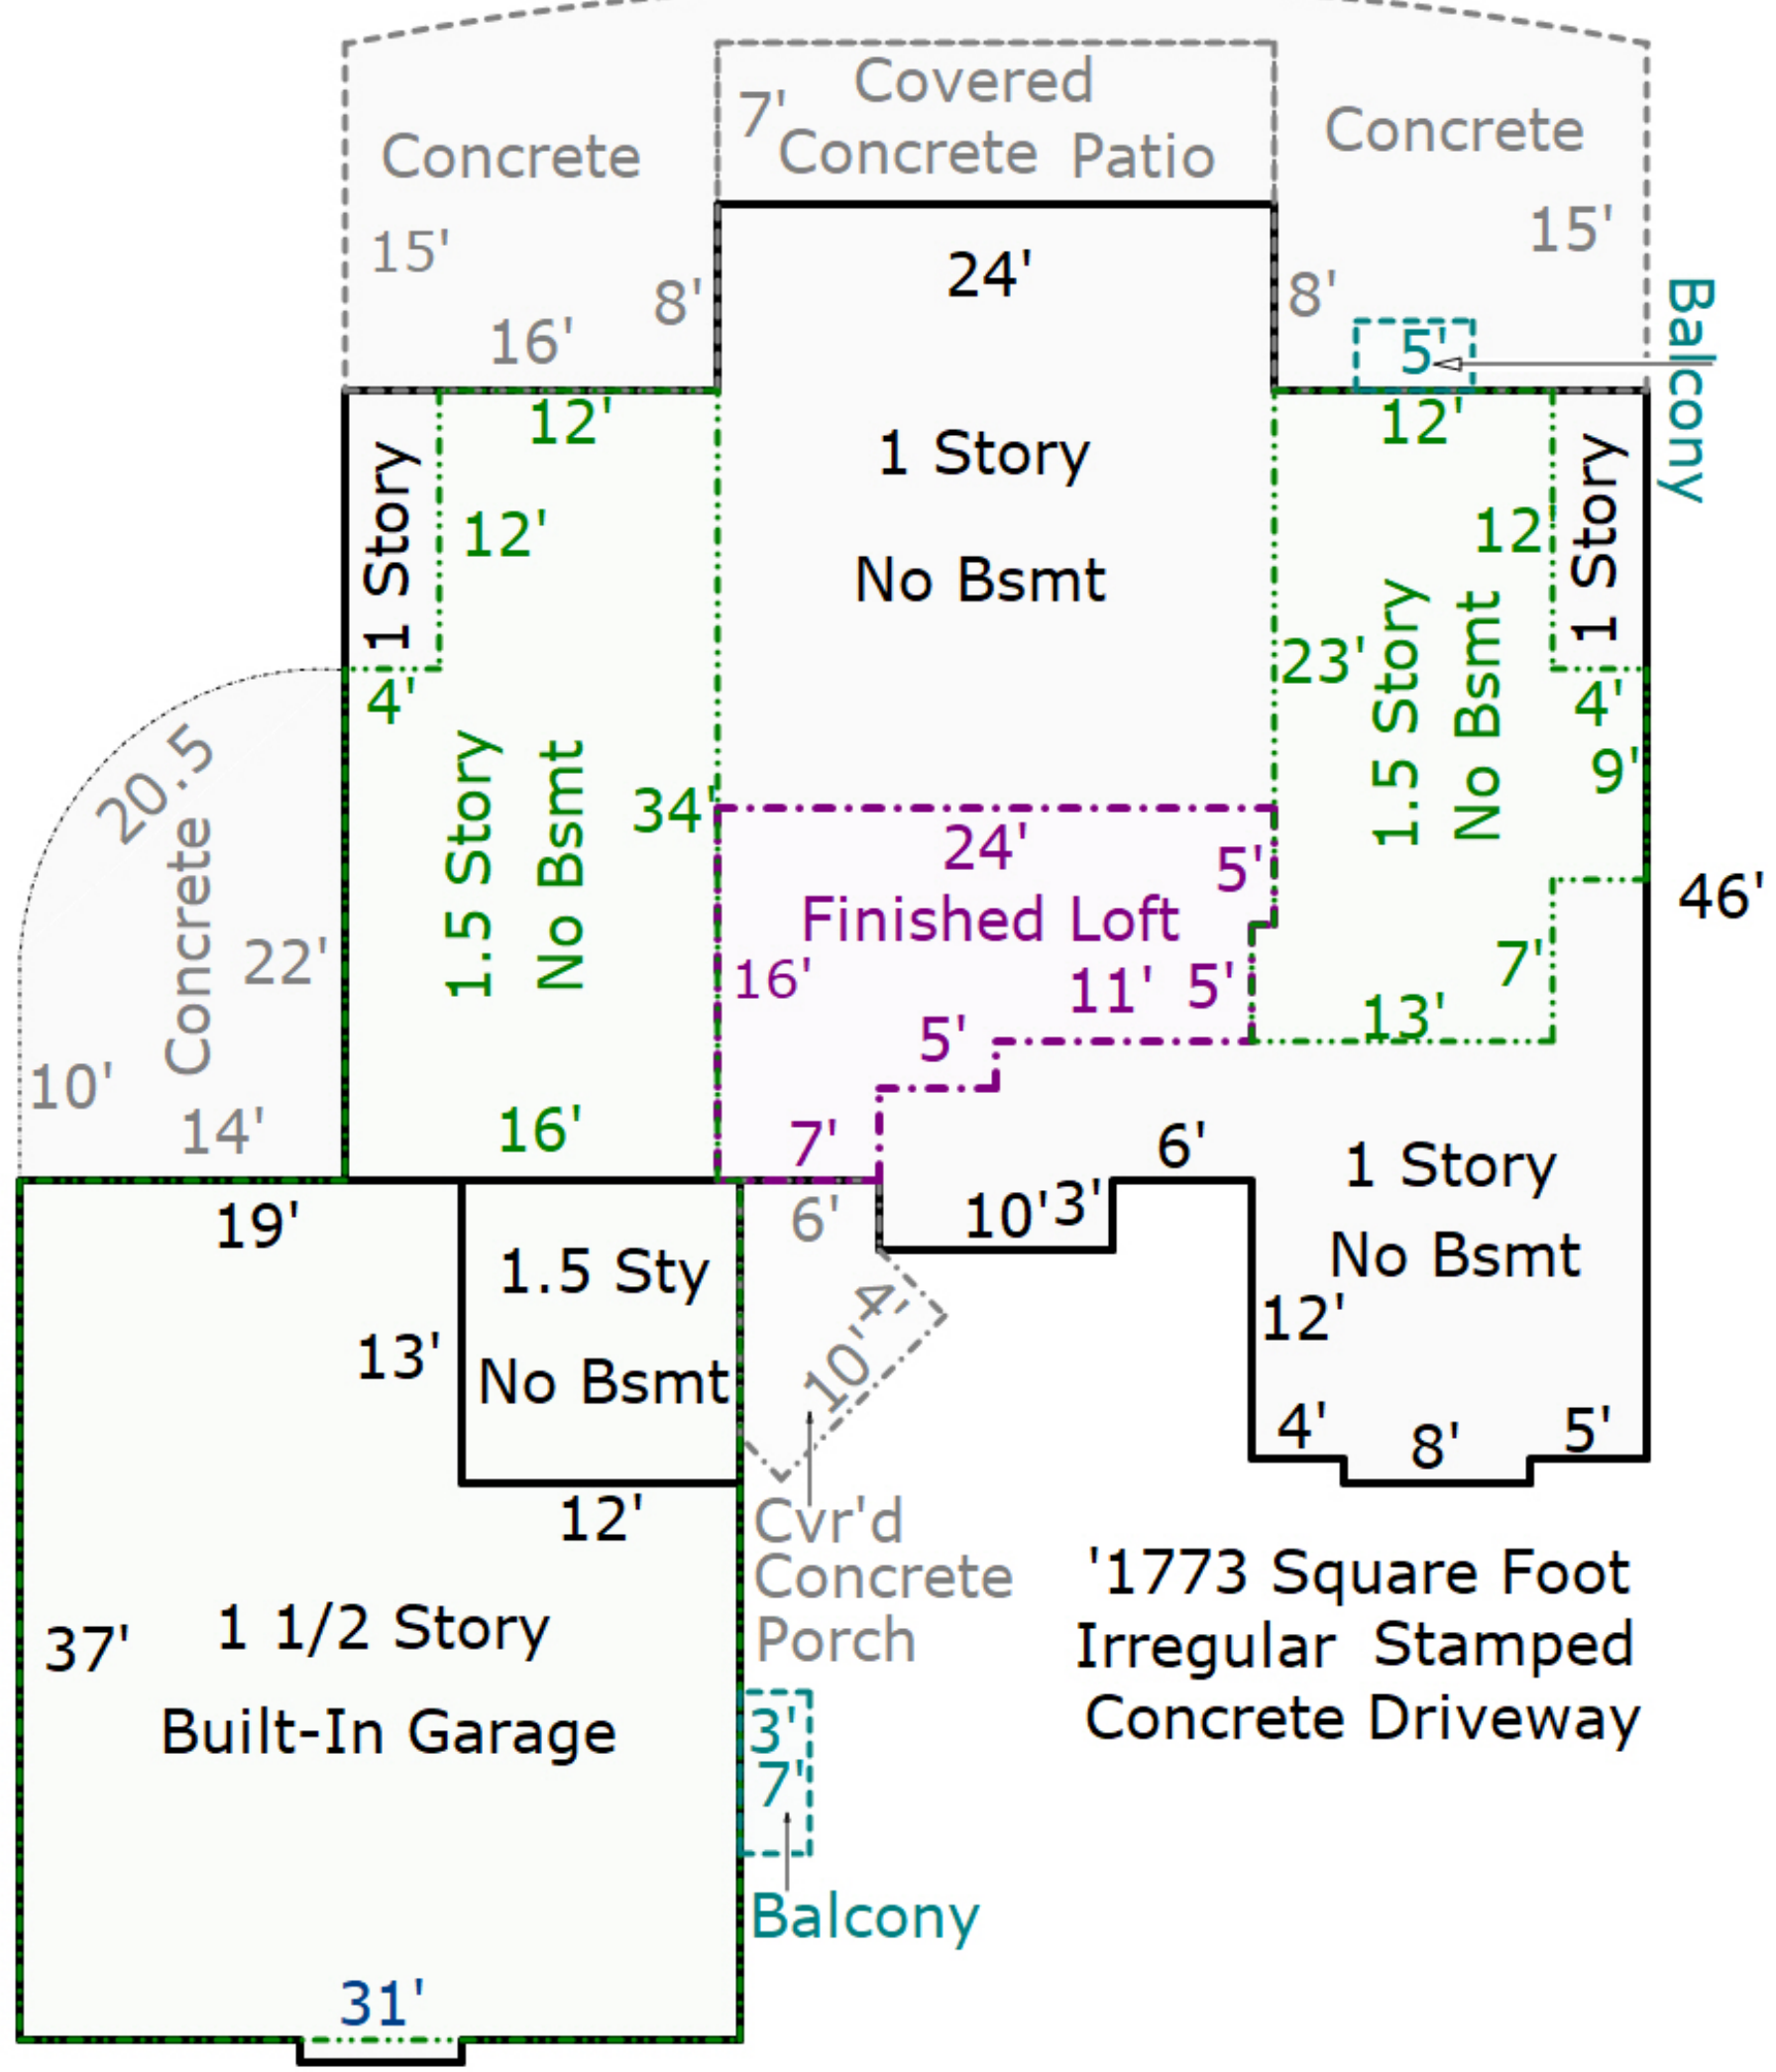 Covered
7'
Concrete Patio
Concrete
Concrete
15'
15'
24'
8'
8'
16'
5'
Balcony
12'
12'
1 Story
1 Story
12'
12'
1 Story
No Bsmt
4'
23'
4'
1.5 Story
No Bsmt
9'
20.5
Concrete
22'
10'
14'
1.5 Story
No Bsmt
34'
24'
5'
Finished Loft
16'
11'
5'
5'
46'
7'
13'
16'
7'
6'
1 Story
No Bsmt
19'
6'
10'
3'
1.5 Sty
No Bsmt
13'
4'
10'
12'
4'
8'
5'
12'
Cvr'd
Concrete
Porch
'1773 Square Foot
Irregular Stamped
Concrete Driveway
37'
1 1/2 Story
Built-In Garage
3'
7'
Balcony
31'